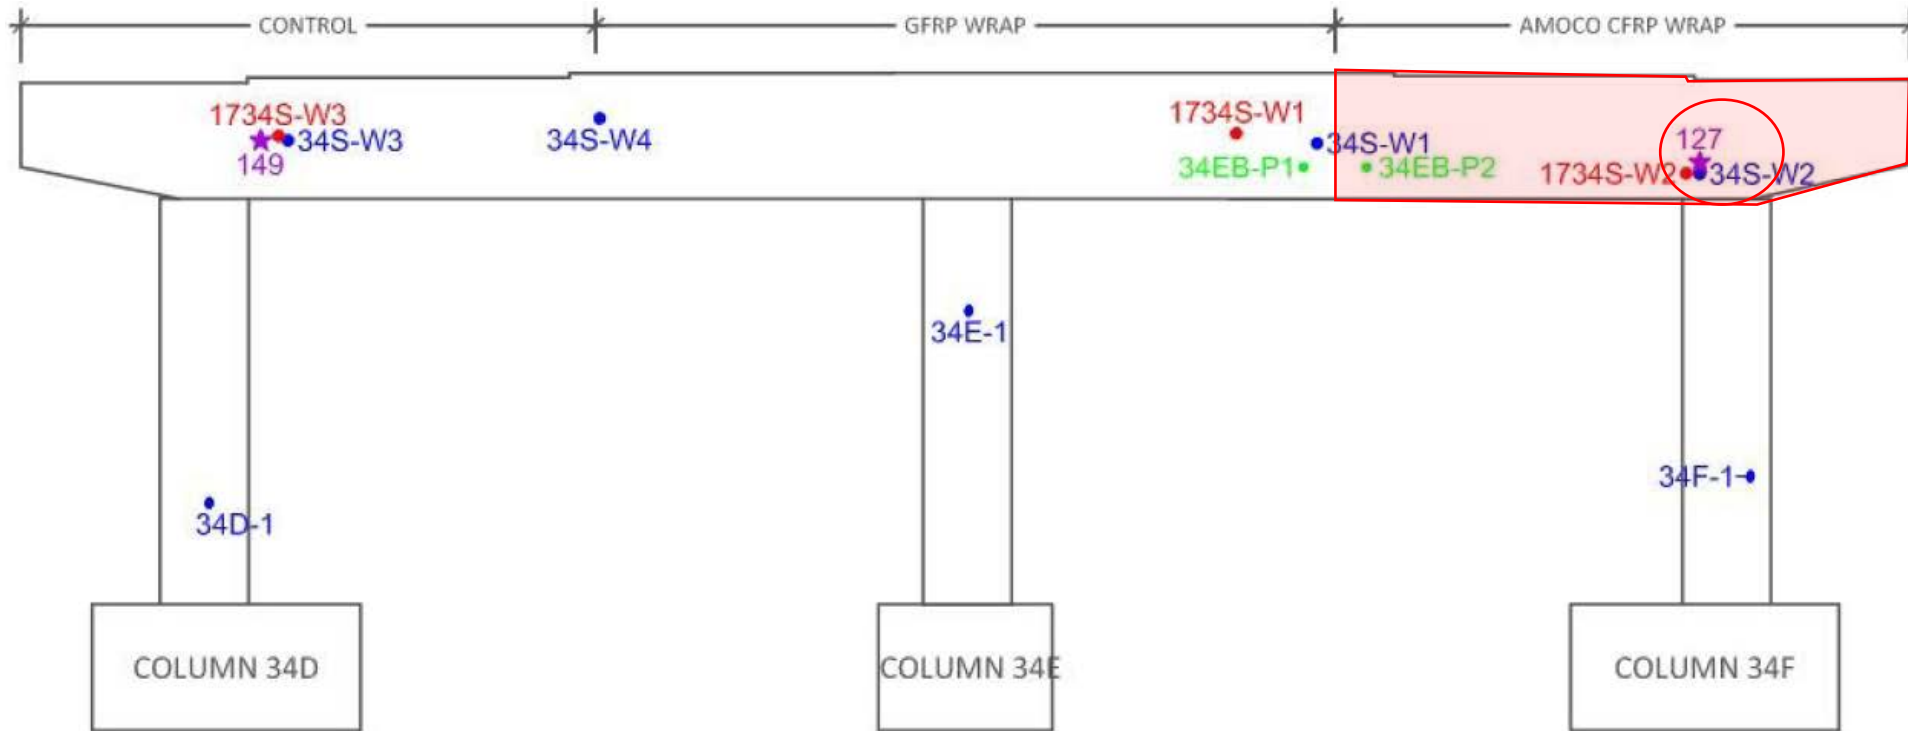 CONTROL
GFRP WRAP
AMOCO CFRP WRAP
1734S-W3
34S-W3
149
34S-W4
1734S-W1
34S-W1
34EB-P1
34EB-P2
127
1734S-W2
34S-W2
34E-1
34D-1
34F-1
COLUMN 34D
COLUMN 34E
COLUMN 34F